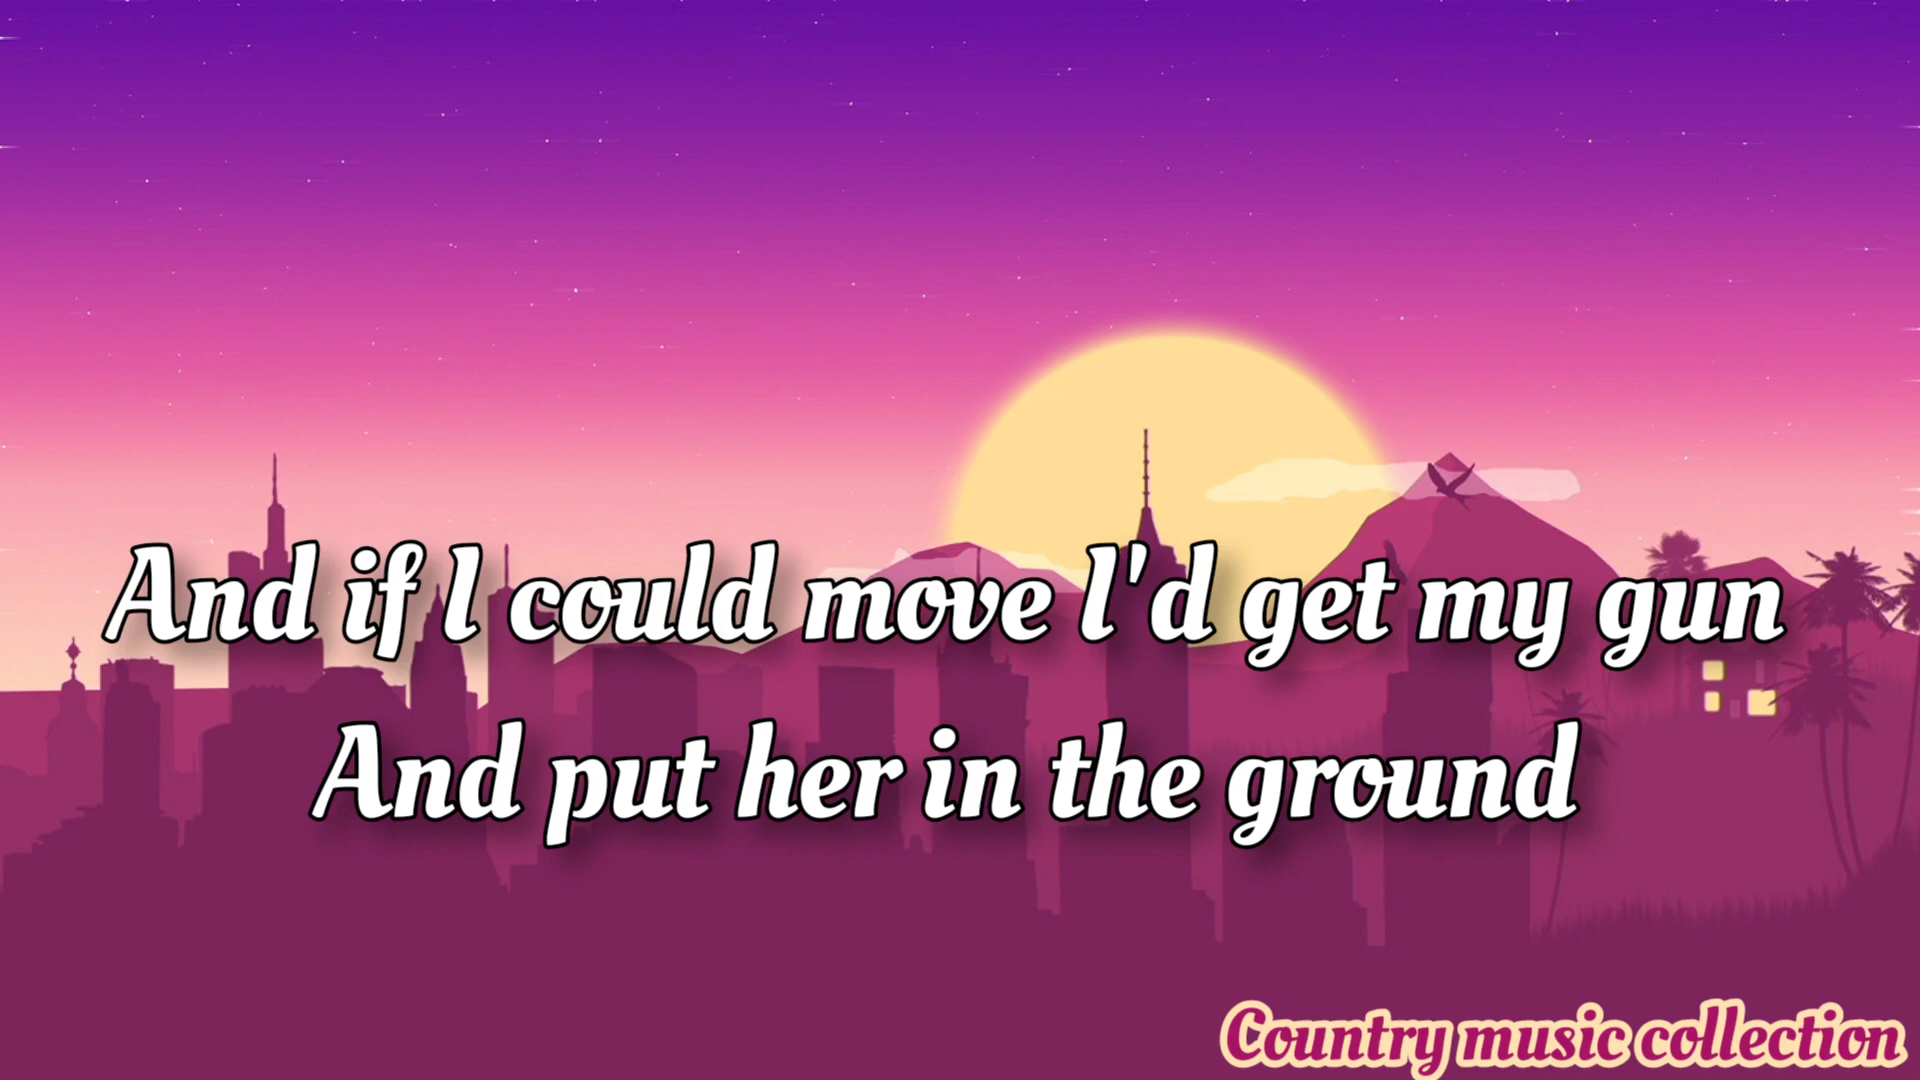 And if I could move I'd get my gun
And put her in the ground
Country music collection